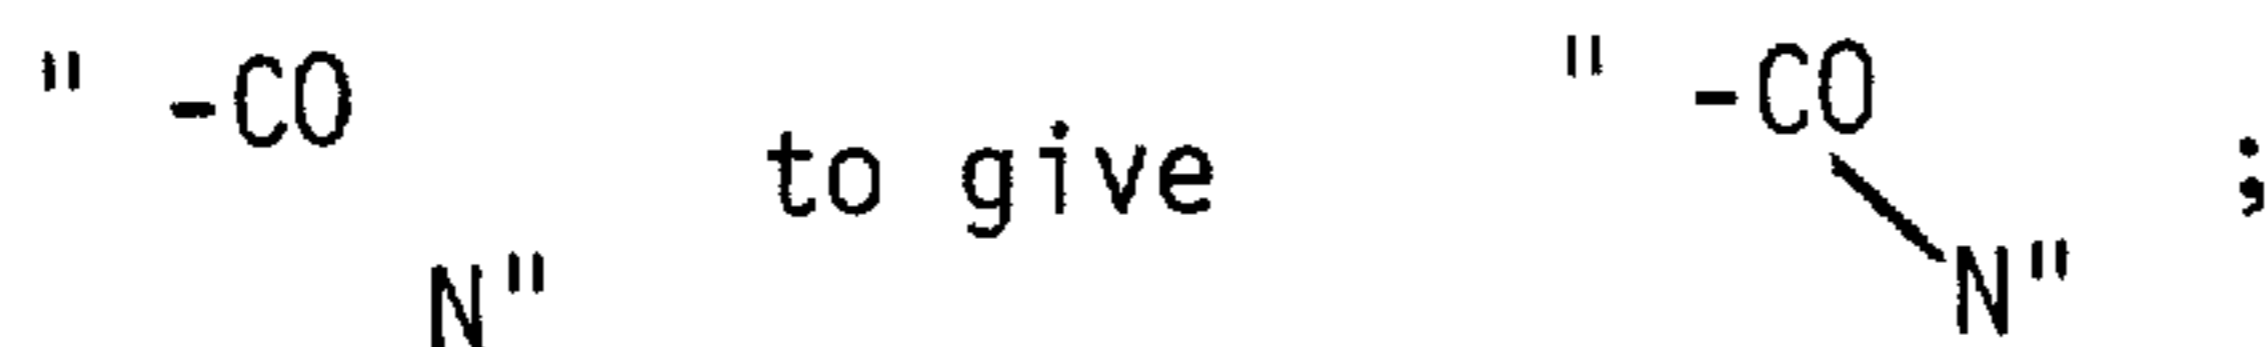 " -CO to give " -CO ;
N" N"